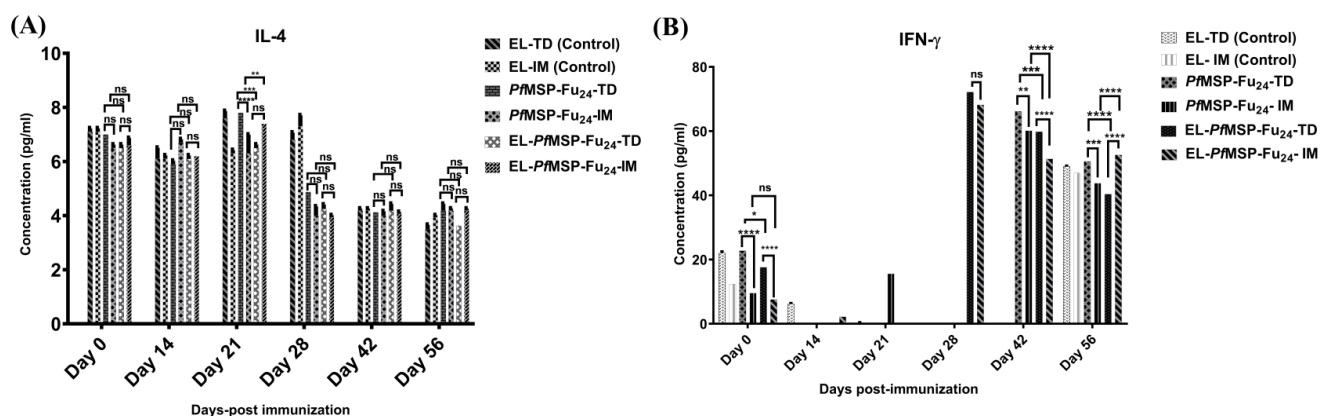 (A)
IL-4
Concentration (pg/ml)
10
8
6
4
2
0
ns
ns
ns
ns
ns
ns
ns
ns
**
***
****
ns
ns
ns
ns
ns
ns
ns
ns
ns
ns
ns
ns
ns
Day 0
Day 14
Day 21
Day 28
Day 42
Day 56
Days-post immunization
EL-TD (Control)
EL-IM (Control)
PfMSP-Fu24-TD
PfMSP-Fu24-IM
EL-PfMSP-Fu24-TD
EL-PfMSP-Fu24-IM
(B)
IFN-γ
Concentration (pg/ml)
80
60
40
20
0
ns
*
****
****
ns
****
***
**
****
****
****
***
****
Day 0
Day 14
Day 21
Day 28
Day 42
Day 56
Days post-immunization
EL-TD (Control)
EL- IM (Control)
PfMSP-Fu24-TD
PfMSP-Fu24- IM
EL-PfMSP-Fu24-TD
EL-PfMSP-Fu24- IM